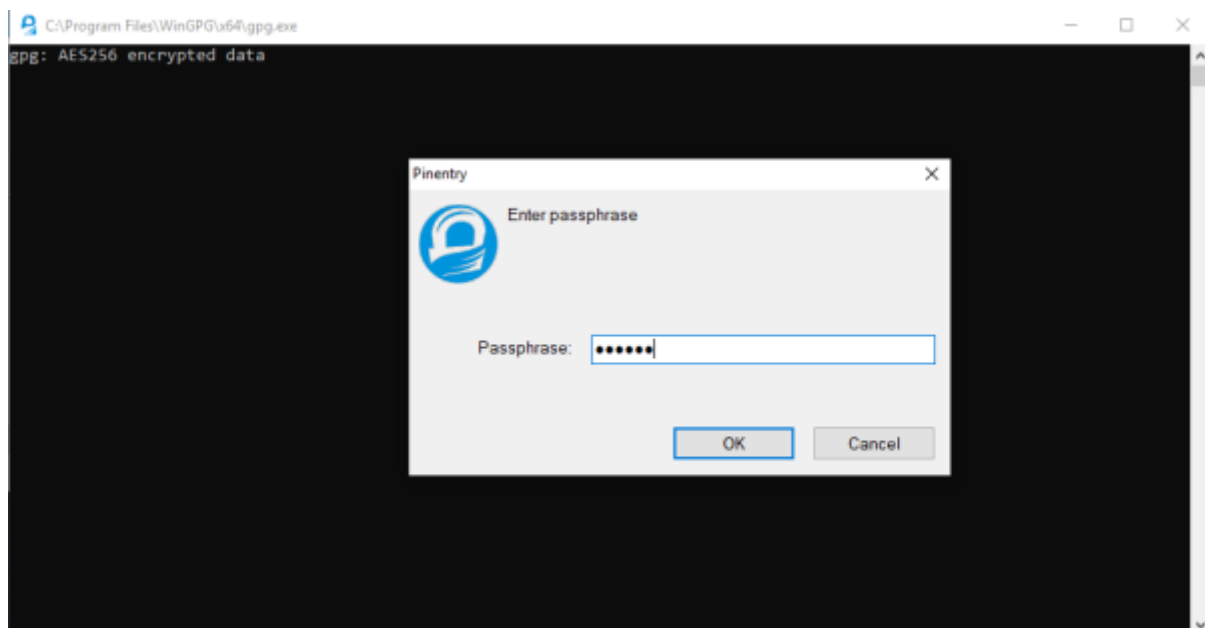 C:\Program Files\WinGPG\x64\gpg.exe
gpg: AES256 encrypted data
Pinentry
Enter passphrase
Passphrase: ●●●●●●
OK Cancel